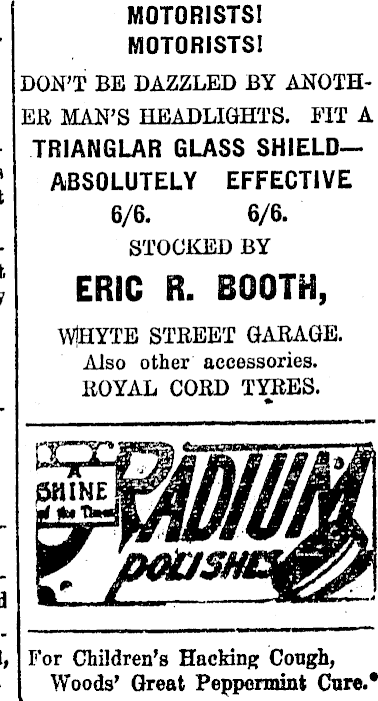 MOTORISTS!
MOTORISTS!
DON'T BE DAZZLED BY ANOTH-
ER MAN'S HEADLIGHTS. FIT A
TRIANGLAR GLASS SHIELD—
ABSOLUTELY EFFECTIVE
6/6. 6/6.
STOCKED BY
ERIC R. BOOTH,
WHYTE STREET GARAGE.
Also other accessories.
ROYAL CORD TYRES.
A
SHINE
of the Times
RADIUM
POLISHES
For Children's Hacking Cough,
Woods' Great Peppermint Cure.*